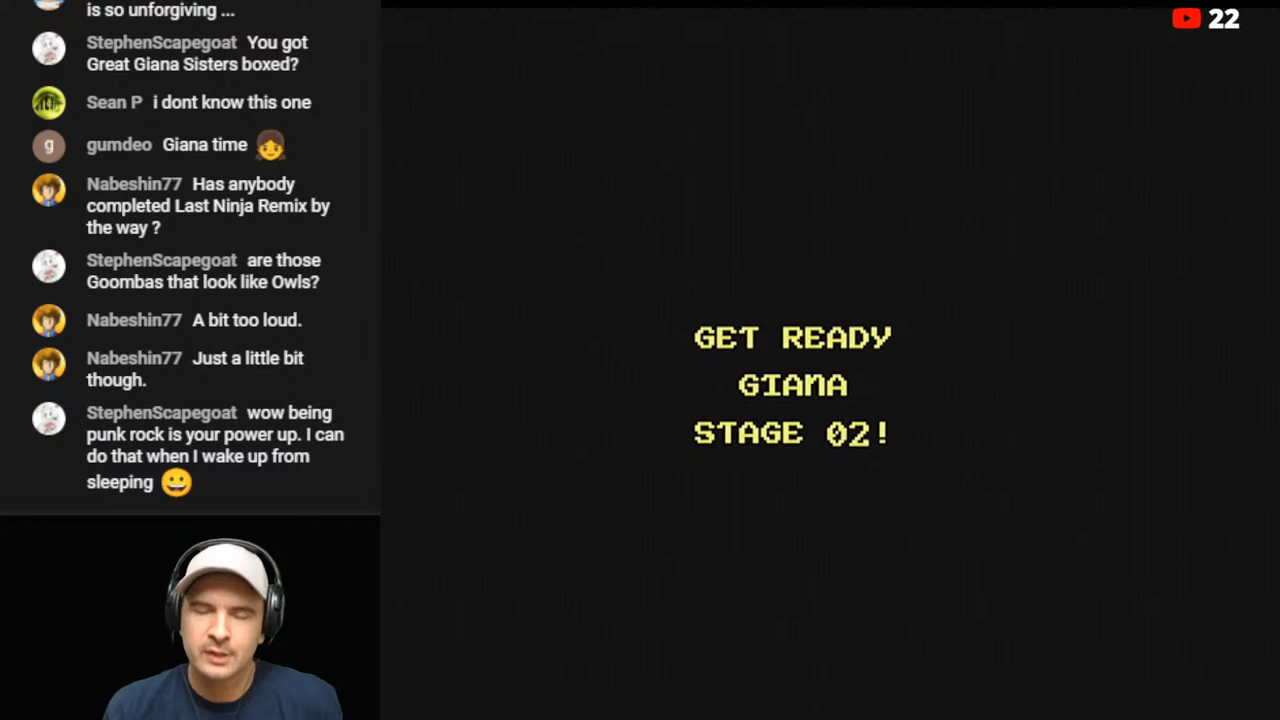 is so unforgiving ...
StephenScapegoat You got
Great Giana Sisters boxed?
Sean P i dont know this one
g gumdeo Giana time
Nabeshin77 Has anybody
completed Last Ninja Remix by
the way ?
StephenScapegoat are those
Goombas that look like Owls?
Nabeshin77 A bit too loud.
Nabeshin77 Just a little bit
though.
StephenScapegoat wow being
punk rock is your power up. I can
do that when I wake up from
sleeping
22
GET READY
GIANA
STAGE 02!